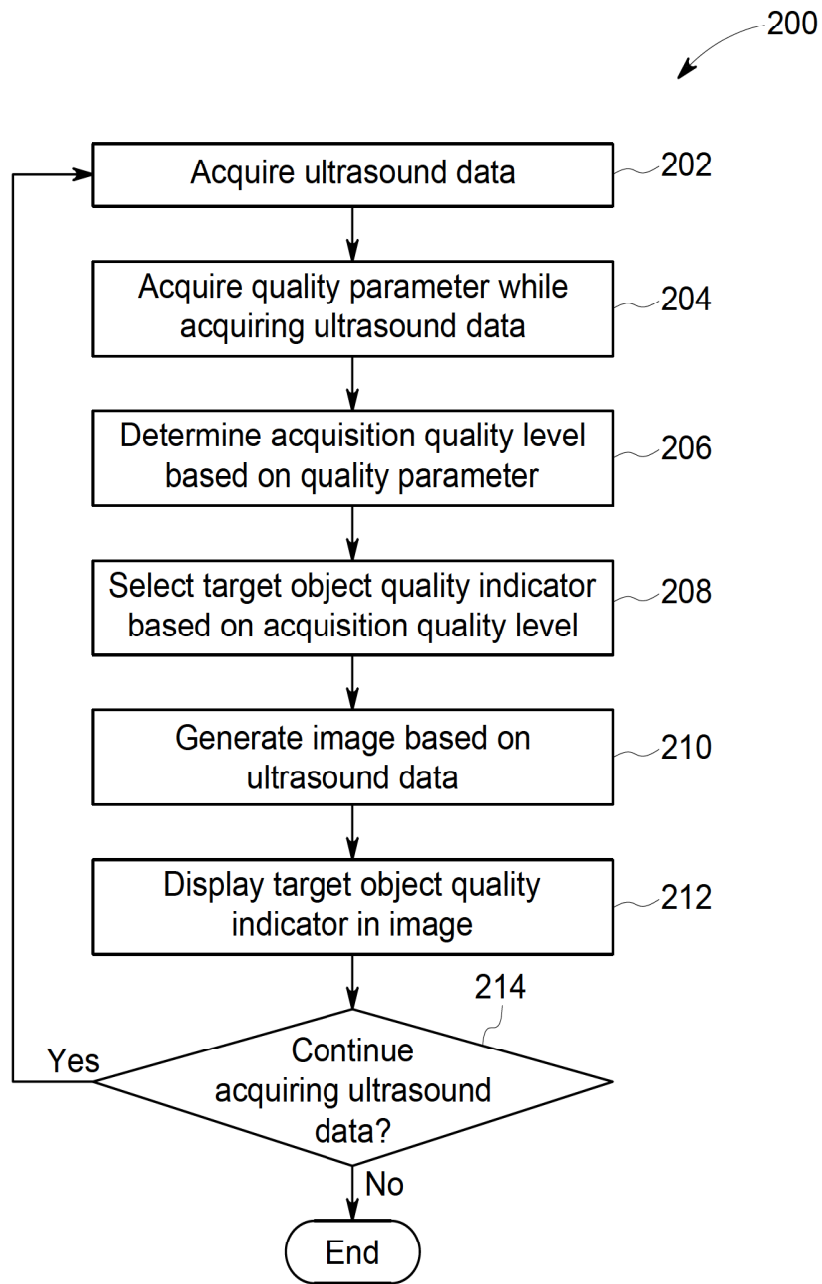 200
Acquire ultrasound data
202
Acquire quality parameter while
acquiring ultrasound data
204
Determine acquisition quality level
based on quality parameter
206
Select target object quality indicator
based on acquisition quality level
208
Generate image based on
ultrasound data
210
Display target object quality
indicator in image
212
214
Continue
acquiring ultrasound
data?
Yes
No
End